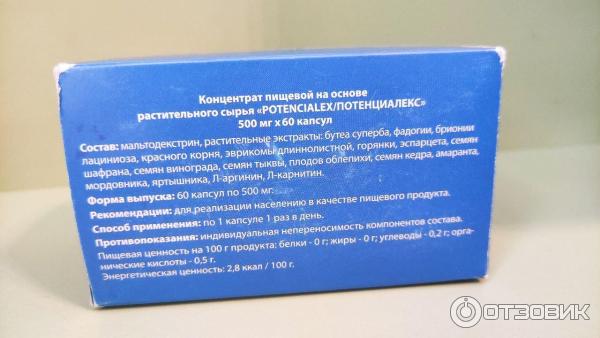 Концентрат пищевой на основе
растительного сырья «POTENCIALEX/ПОТЕНЦИАЛЕКС»
500 мг х 60 капсул
Состав: мальтодекстрин, растительные экстракты: бутеа суперба, фадогии, брионии
лациниоза, красного корня, эврикомы длиннолистной, горянки, эспарцета, семян
шафрана, семян винограда, семян тыквы, плодов облепихи, семян кедра, амаранта,
мордовника, яртышника, Л-аргинин, Л-карнитин.
Форма выпуска: 60 капсул по 500 мг.
Рекомендации: для реализации населению в качестве пищевого продукта.
Способ применения: по 1 капсуле 1 раз в день.
Противопоказания: индивидуальная непереносимость компонентов состава.
Пищевая ценность на 100 г продукта: белки - 0 г; жиры - 0 г; углеводы - 0,2 г; орга-
нические кислоты - 0,5 г.
Энергетическая ценность: 2,8 ккал / 100 г.
ОТЗОВИК